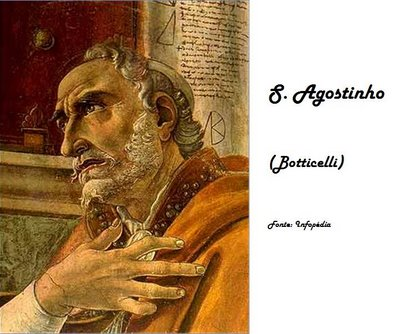 S. Agostinho
(Botticelli)
Fonte: Infopédia